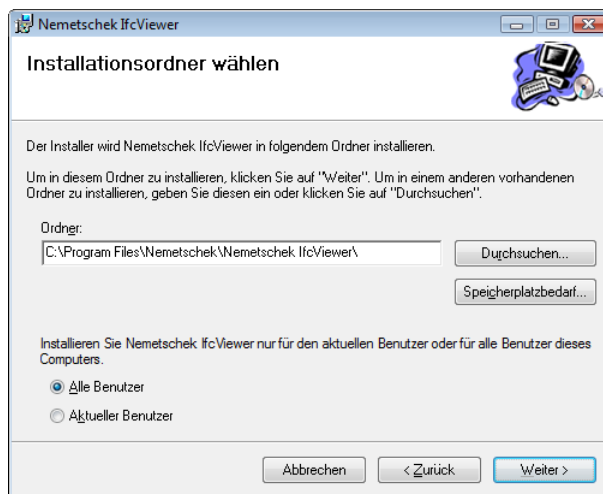 Nemetschek IfcViewer
Installationsordner wählen
Der Installer wird Nemetschek IfcViewer in folgendem Ordner installieren.
Um in diesem Ordner zu installieren, klicken Sie auf "Weiter". Um in einem anderen vorhandenen
Ordner zu installieren, geben Sie diesen ein oder klicken Sie auf "Durchsuchen".
Ordner:
C:\Program Files\Nemetschek\Nemetschek IfcViewer\
Durchsuchen...
Speicherplatzbedarf...
Installieren Sie Nemetschek IfcViewer nur für den aktuellen Benutzer oder für alle Benutzer dieses
Computers.
Alle Benutzer
Aktueller Benutzer
Abbrechen
< Zurück
Weiter >